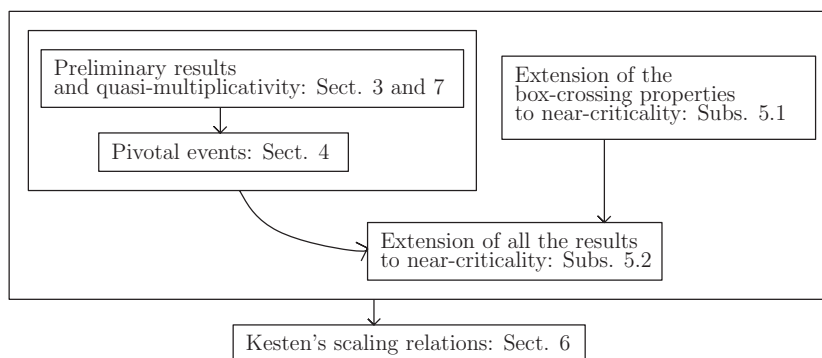 Preliminary results
and quasi-multiplicativity: Sect. 3 and 7
Pivotal events: Sect. 4
Extension of the
box-crossing properties
to near-criticality: Subs. 5.1
Extension of all the results
to near-criticality: Subs. 5.2
Kesten's scaling relations: Sect. 6